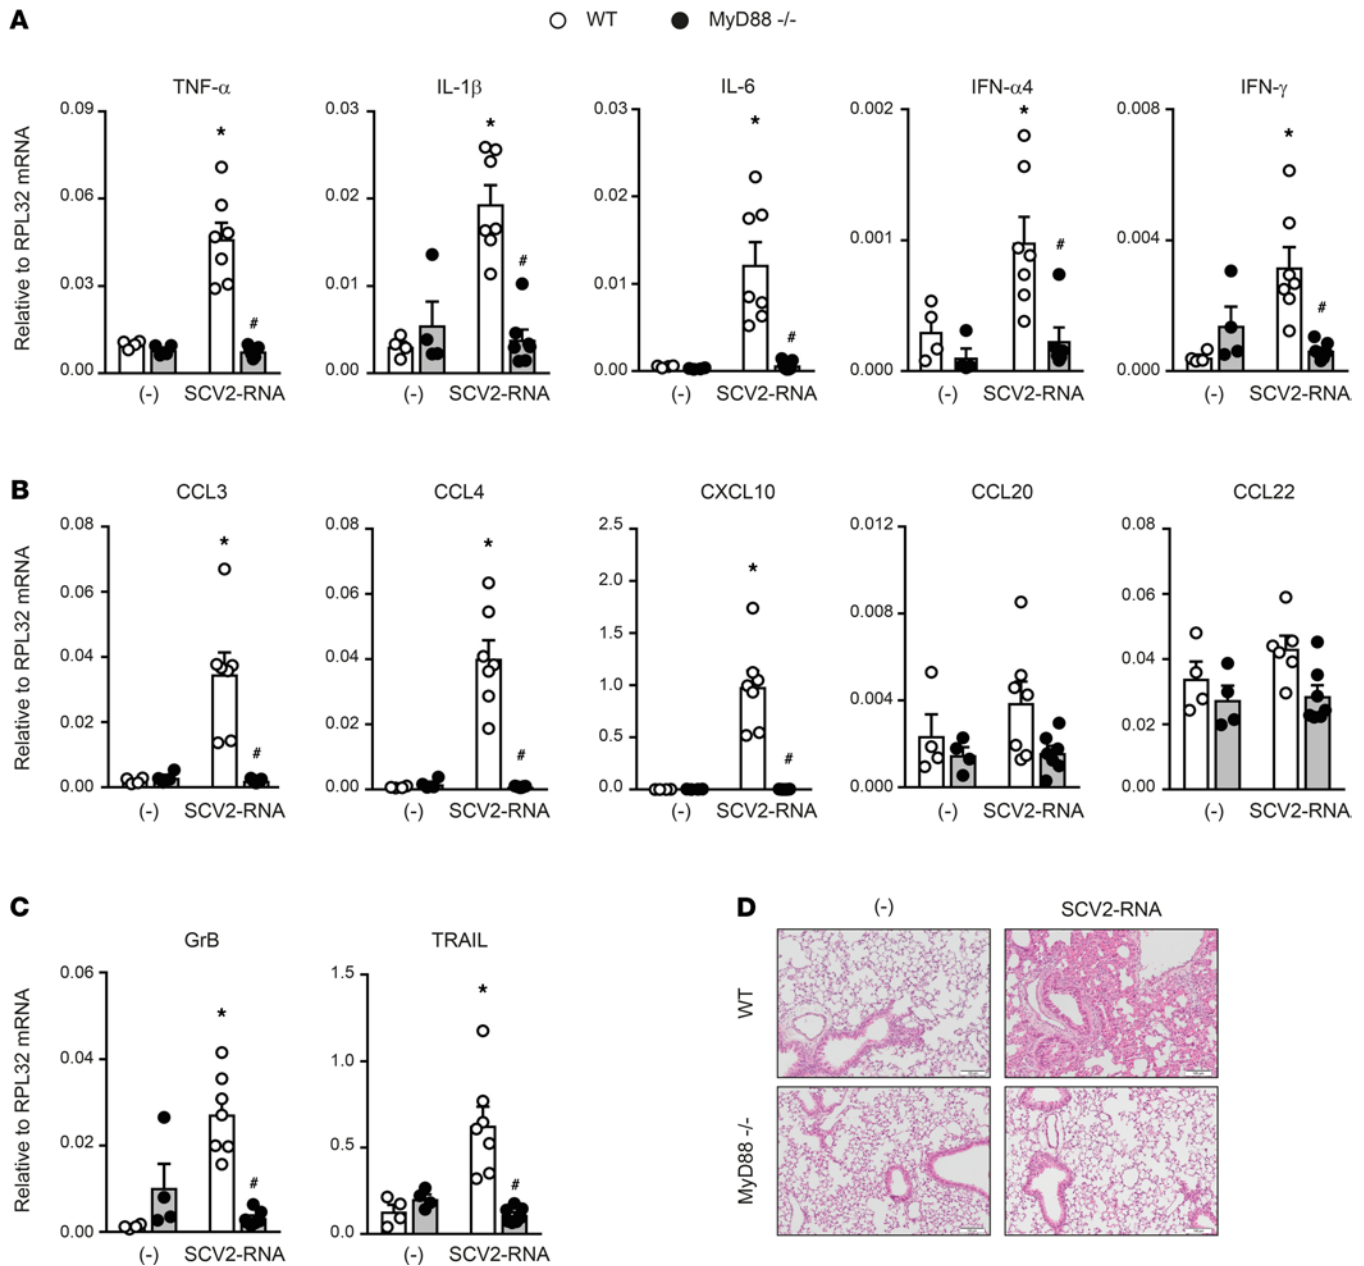 A
WT MyD88 -/-
TNF-α IL-1β IL-6 IFN-α4 IFN-γ
Relative to RPL32 mRNA
0.09 0.03 0.03 0.002 0.008
* * * * *
0.06 0.02 0.02
0.001 0.004
0.03 0.01 0.01
# # # # #
0.00 0.00 0.00 0.000 0.000
(-) SCV2-RNA (-) SCV2-RNA (-) SCV2-RNA (-) SCV2-RNA (-) SCV2-RNA
B
CCL3 CCL4 CXCL10 CCL20 CCL22
Relative to RPL32 mRNA
0.08 0.08 2.5 0.012 0.08
* * *
0.06 0.06 2.0 0.008 0.06
1.5
0.04 0.04 1.0 0.004 0.04
0.02 0.02 0.5 0.02
# # #
0.00 0.00 0.0 0.000 0.00
(-) SCV2-RNA (-) SCV2-RNA (-) SCV2-RNA (-) SCV2-RNA (-) SCV2-RNA
C
GrB TRAIL
Relative to RPL32 mRNA
0.06 1.5
* *
0.04 1.0
0.02 0.5
# #
0.00 0.0
(-) SCV2-RNA (-) SCV2-RNA
D
(-) SCV2-RNA
WT
MyD88 -/-